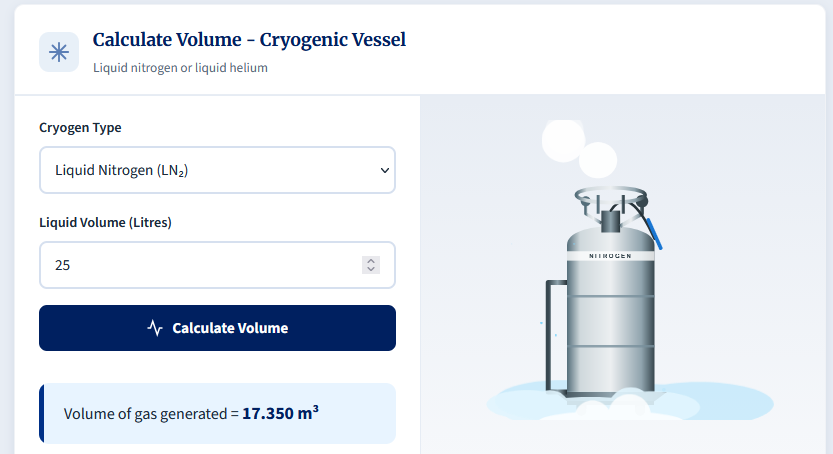 Calculate Volume - Cryogenic Vessel
Liquid nitrogen or liquid helium
Cryogen Type
Liquid Nitrogen (LN₂)
Liquid Volume (Litres)
25
Calculate Volume
Volume of gas generated = 17.350 m³
NITROGEN